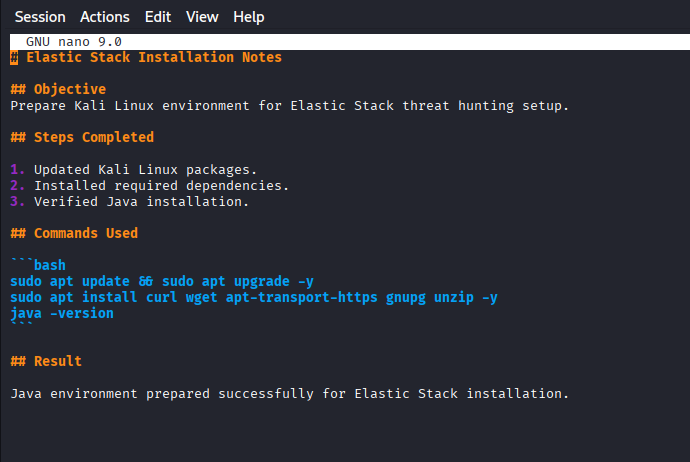 Session Actions Edit View Help
GNU nano 9.0
# Elastic Stack Installation Notes
## Objective
Prepare Kali Linux environment for Elastic Stack threat hunting setup.
## Steps Completed
1. Updated Kali Linux packages.
2. Installed required dependencies.
3. Verified Java installation.
## Commands Used
```bash
sudo apt update && sudo apt upgrade -y
sudo apt install curl wget apt-transport-https gnupg unzip -y
java -version
```
## Result
Java environment prepared successfully for Elastic Stack installation.